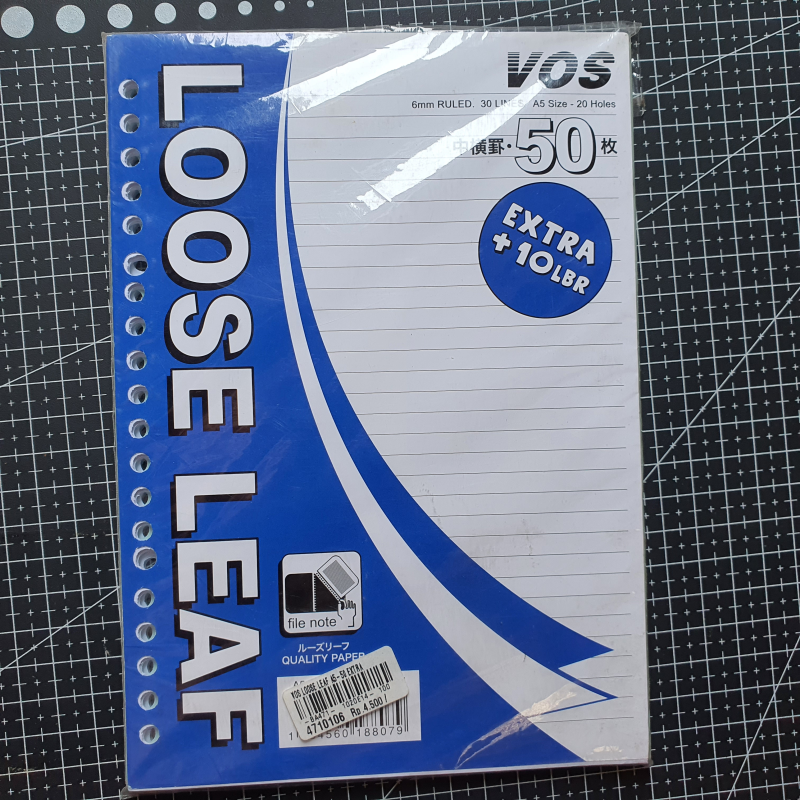 VOS
6mm RULED. 30 LINES A5 Size - 20 Holes
中横罫・50枚
EXTRA
+ 10LBR
LOOSE LEAF
file note
ルーズリーフ
QUALITY PAPER
VOS LOOSE LEAF A5-50 EXTRA
4710106 Rp 4.500
560 188079